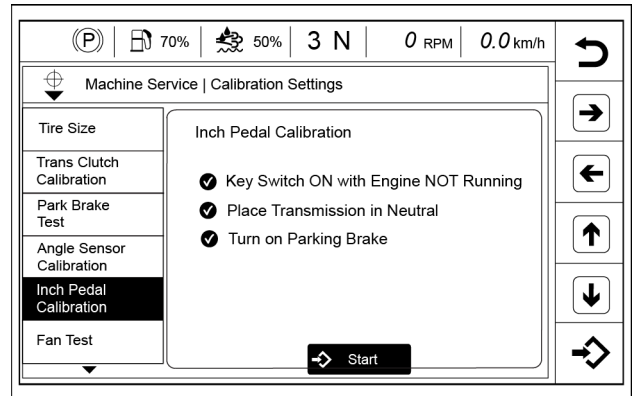 (P) 70% 50% 3 N 0 RPM 0.0 km/h
Machine Service | Calibration Settings
Tire Size
Trans Clutch
Calibration
Park Brake
Test
Angle Sensor
Calibration
Inch Pedal
Calibration
Fan Test
Inch Pedal Calibration
Key Switch ON with Engine NOT Running
Place Transmission in Neutral
Turn on Parking Brake
Start